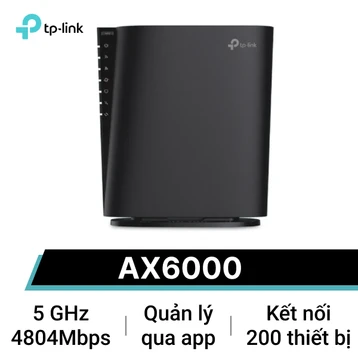 tp-link
tp-link
AX6000
5 GHz
4804Mbps
Quản lý
qua app
Kết nối
200 thiết bị